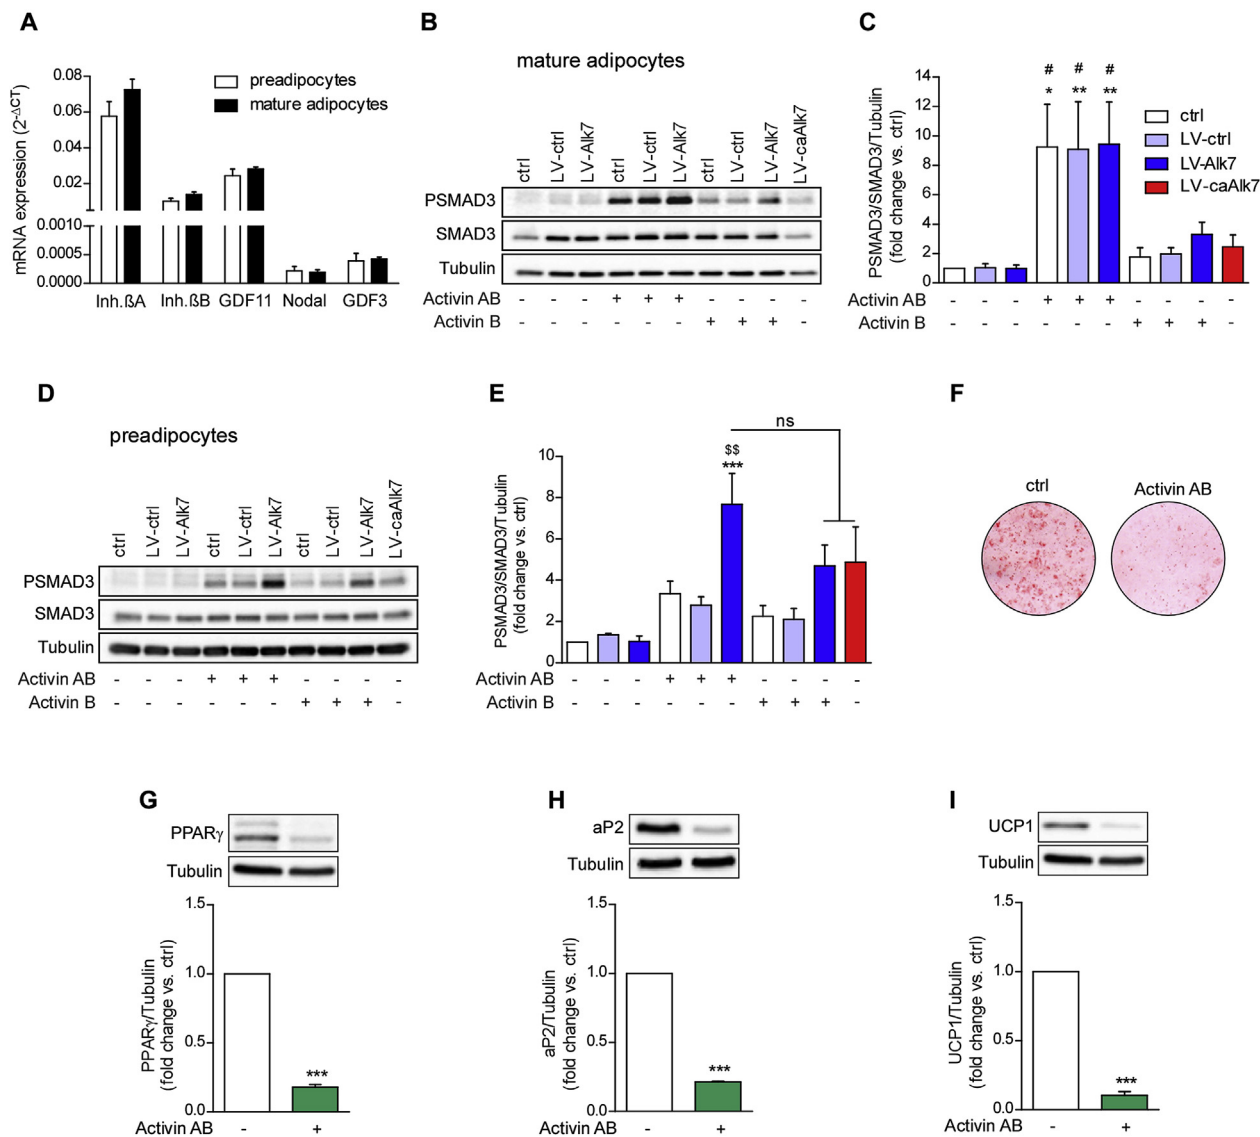 A
mRNA expression (2-ΔCT)
0.08
0.06
0.04
0.02
0.0010
0.0005
0.0000
preadipocytes
mature adipocytes
Inh.ßA Inh.ßB GDF11 Nodal GDF3
B
mature adipocytes
ctrl LV-ctrl LV-Alk7 ctrl LV-ctrl LV-Alk7 ctrl LV-ctrl LV-Alk7 LV-caAlk7
PSMAD3
SMAD3
Tubulin
Activin AB - - - + + + - - - -
Activin B - - - - - - + + + -
C
PSMAD3/SMAD3/Tubulin
(fold change vs. ctrl)
14
12
10
8
6
4
2
0
# # #
* ** **
ctrl
LV-ctrl
LV-Alk7
LV-caAlk7
Activin AB - - - + + + - - - -
Activin B - - - - - - + + + -
D
preadipocytes
ctrl LV-ctrl LV-Alk7 ctrl LV-ctrl LV-Alk7 ctrl LV-ctrl LV-Alk7 LV-caAlk7
PSMAD3
SMAD3
Tubulin
Activin AB - - - + + + - - - -
Activin B - - - - - - + + + -
E
PSMAD3/SMAD3/Tubulin
(fold change vs. ctrl)
10
8
6
4
2
0
ns
$$
***
Activin AB - - - + + + - - - -
Activin B - - - - - - + + + -
F
ctrl Activin AB
G
PPARγ
Tubulin
PPARγ/Tubulin
(fold change vs. ctrl)
1.5
1.0
0.5
0.0
***
Activin AB - +
H
aP2
Tubulin
aP2/Tubulin
(fold change vs. ctrl)
1.5
1.0
0.5
0.0
***
Activin AB - +
I
UCP1
Tubulin
UCP1/Tubulin
(fold change vs. ctrl)
1.5
1.0
0.5
0.0
***
Activin AB - +